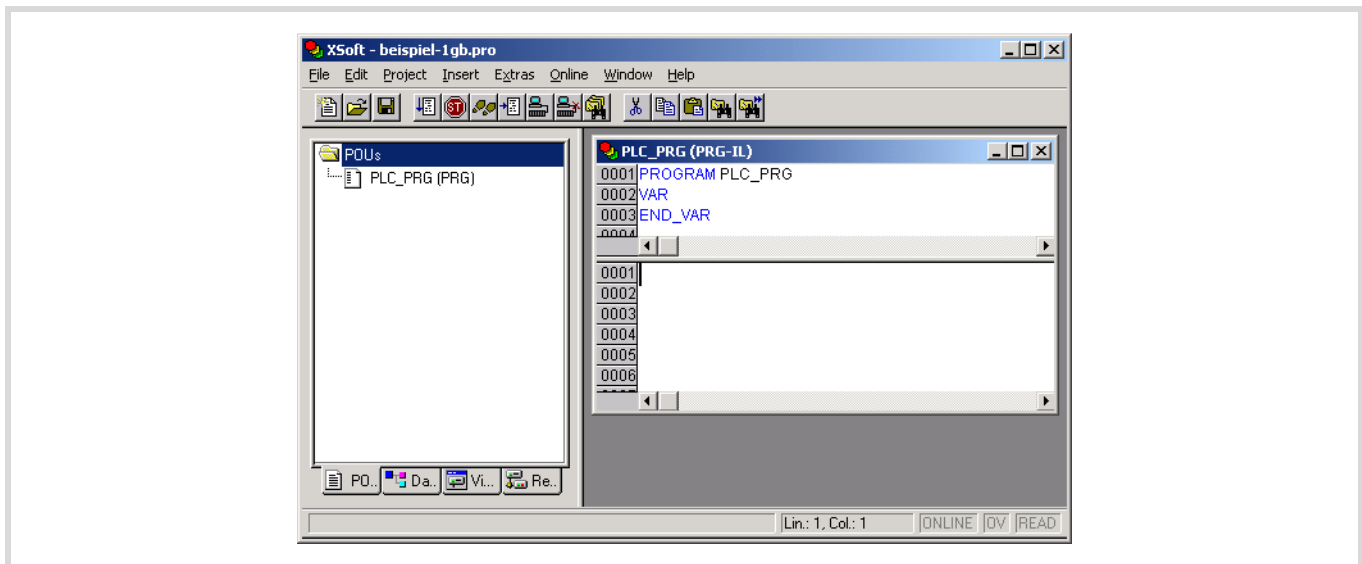 XSoft - beispiel-1gb.pro
File Edit Project Insert Extras Online Window Help
ST
POUs
PLC_PRG (PRG)
PLC_PRG (PRG-IL)
0001 PROGRAM PLC_PRG
0002 VAR
0003 END_VAR
0004
0001
0002
0003
0004
0005
0006
PO.. Da.. Vi... Re..
Lin.: 1, Col.: 1 ONLINE OV READ